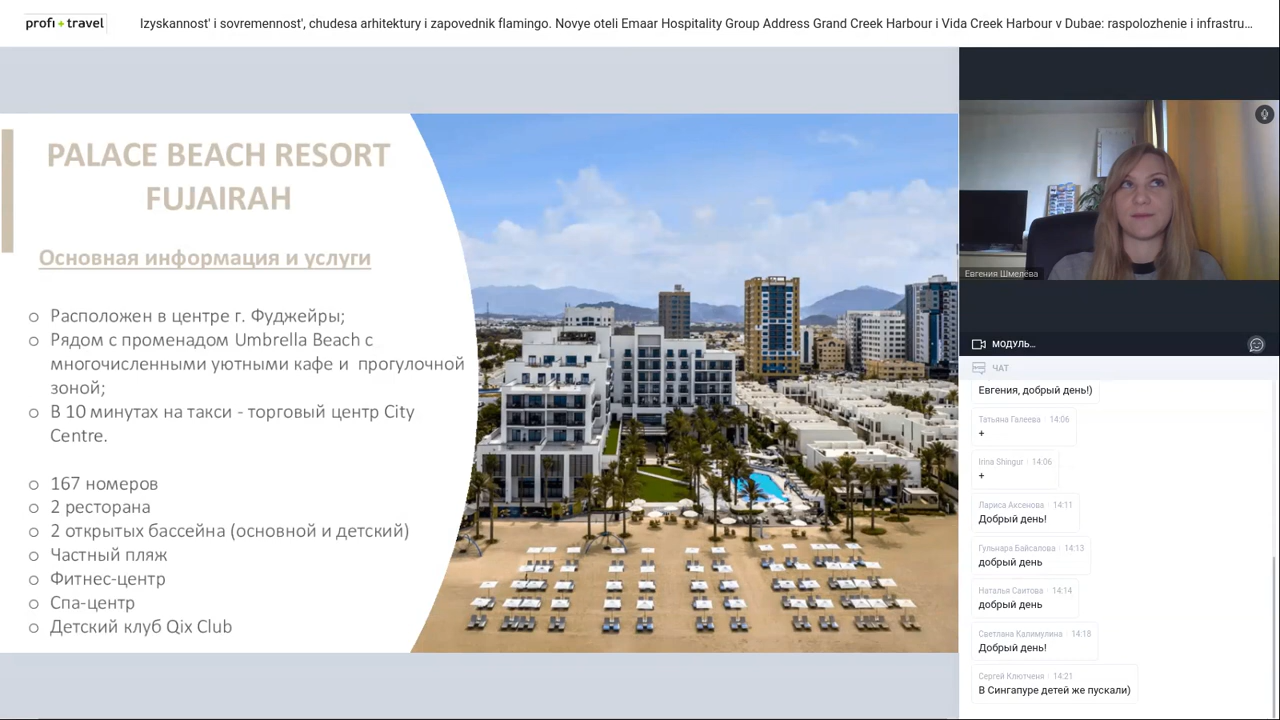 profi+travel
Izyskannost' i sovremennost', chudesa arhitektury i zapovednik flamingo. Novye oteli Emaar Hospitality Group Address Grand Creek Harbour i Vida Creek Harbour v Dubae: raspolozhenie i infrastru...
PALACE BEACH RESORT
FUJAIRAH
Основная информация и услуги
o Расположен в центре г. Фуджейры;
o Рядом с променадом Umbrella Beach с
многочисленными уютными кафе и прогулочной
зоной;
o В 10 минутах на такси - торговый центр City
Centre.
o 167 номеров
o 2 ресторана
o 2 открытых бассейна (основной и детский)
o Частный пляж
o Фитнес-центр
o Спа-центр
o Детский клуб Qix Club
Евгения Шмелёва
МОДУЛЬ...
ЧАТ
Евгения, добрый день!)
Татьяна Галеева 14:06
+
Irina Shingur 14:06
+
Лариса Аксенова 14:11
Добрый день!
Гульнара Байсалова 14:13
добрый день
Наталья Саитова 14:14
добрый день
Светлана Калимулина 14:18
Добрый день!
Сергей Клютченя 14:21
В Сингапуре детей же пускали)